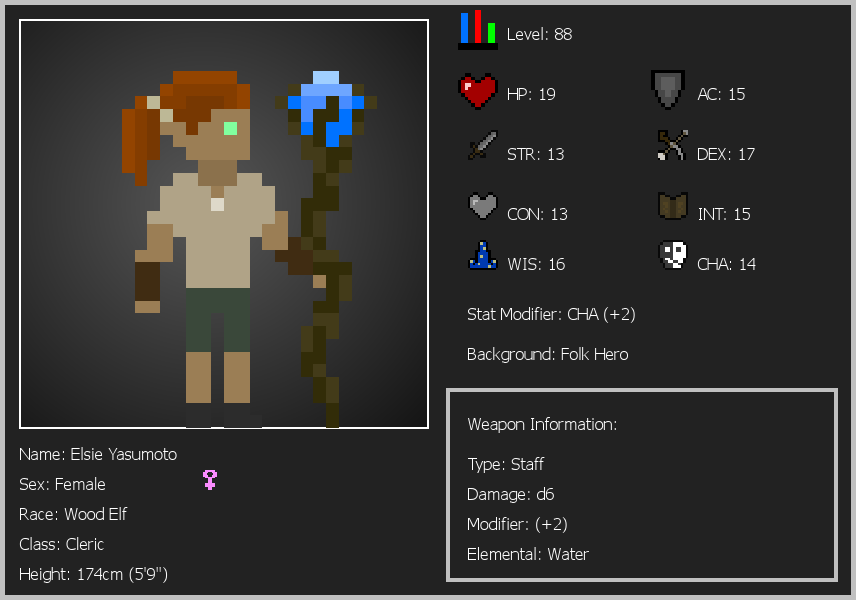 Level: 88
HP: 19
AC: 15
STR: 13
DEX: 17
CON: 13
INT: 15
WIS: 16
CHA: 14
Stat Modifier: CHA (+2)
Background: Folk Hero
Weapon Information:
Type: Staff
Damage: d6
Modifier: (+2)
Elemental: Water
Name: Elsie Yasumoto
Sex: Female
Race: Wood Elf
Class: Cleric
Height: 174cm (5'9")